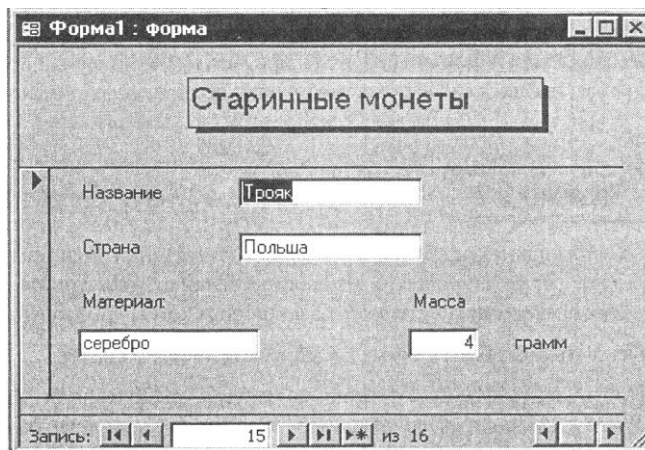 Форма1 : форма
Старинные монеты
Название Трояк
Страна Польша
Материал: Масса
серебро 4 грамм
Запись: 15 из 16